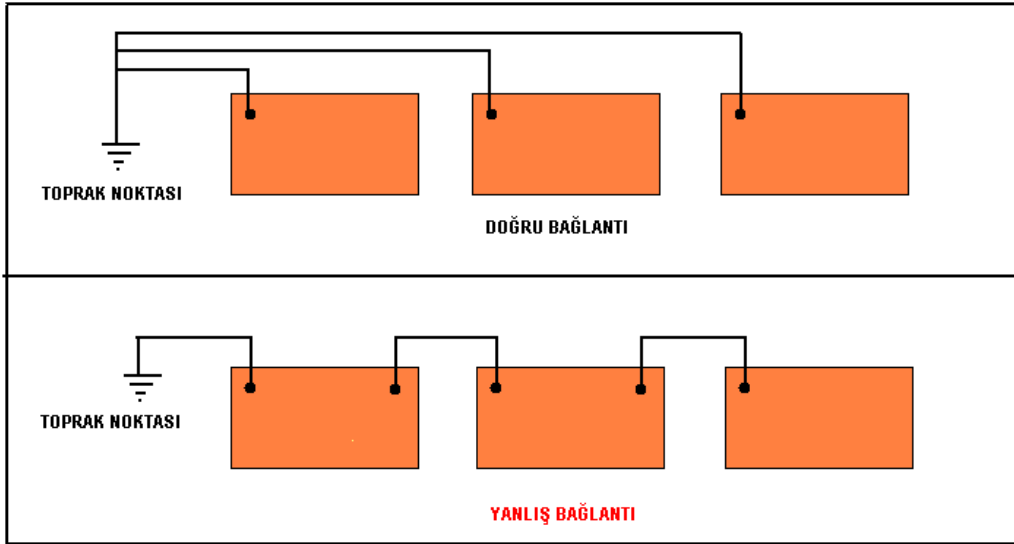 TOPRAK NOKTASI
DOĞRU BAĞLANTI
TOPRAK NOKTASI
YANLIŞ BAĞLANTI